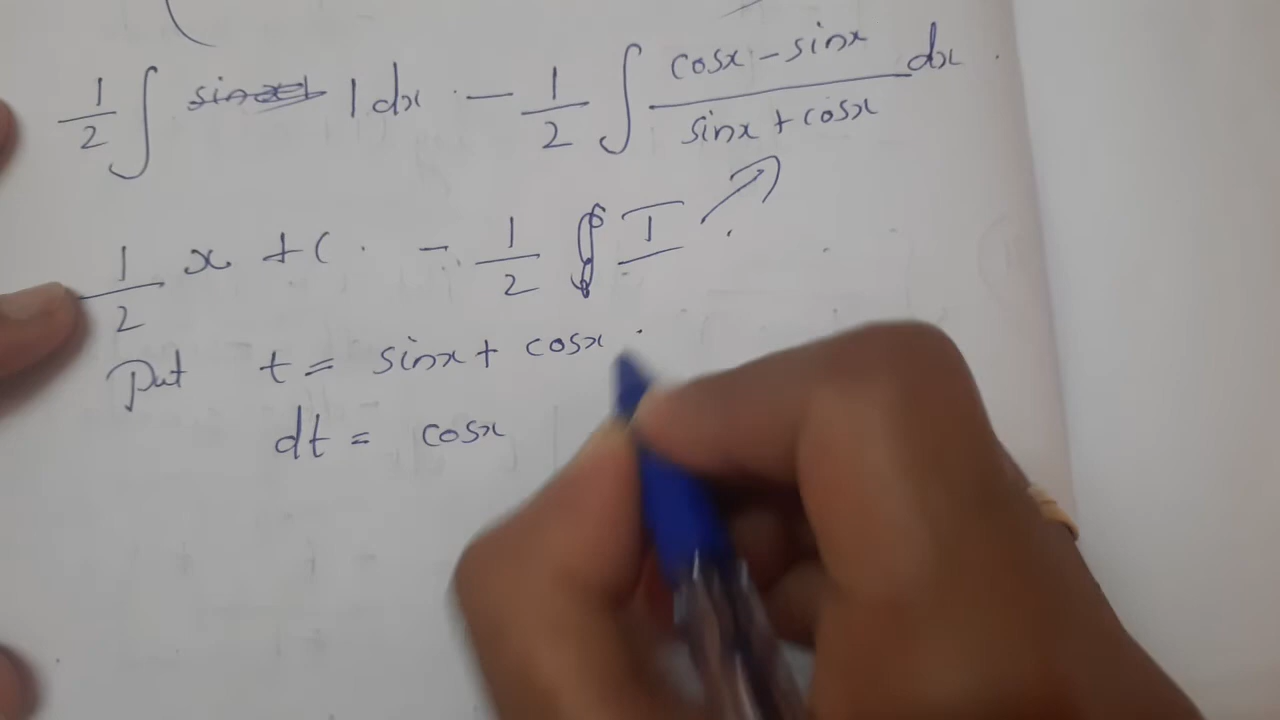 1/2 ∫ 1 dx - 1/2 ∫ cosx - sinx / sinx + cosx dx
1/2 x + C - 1/2 I
Put t = sinx + cosx
dt = cosx